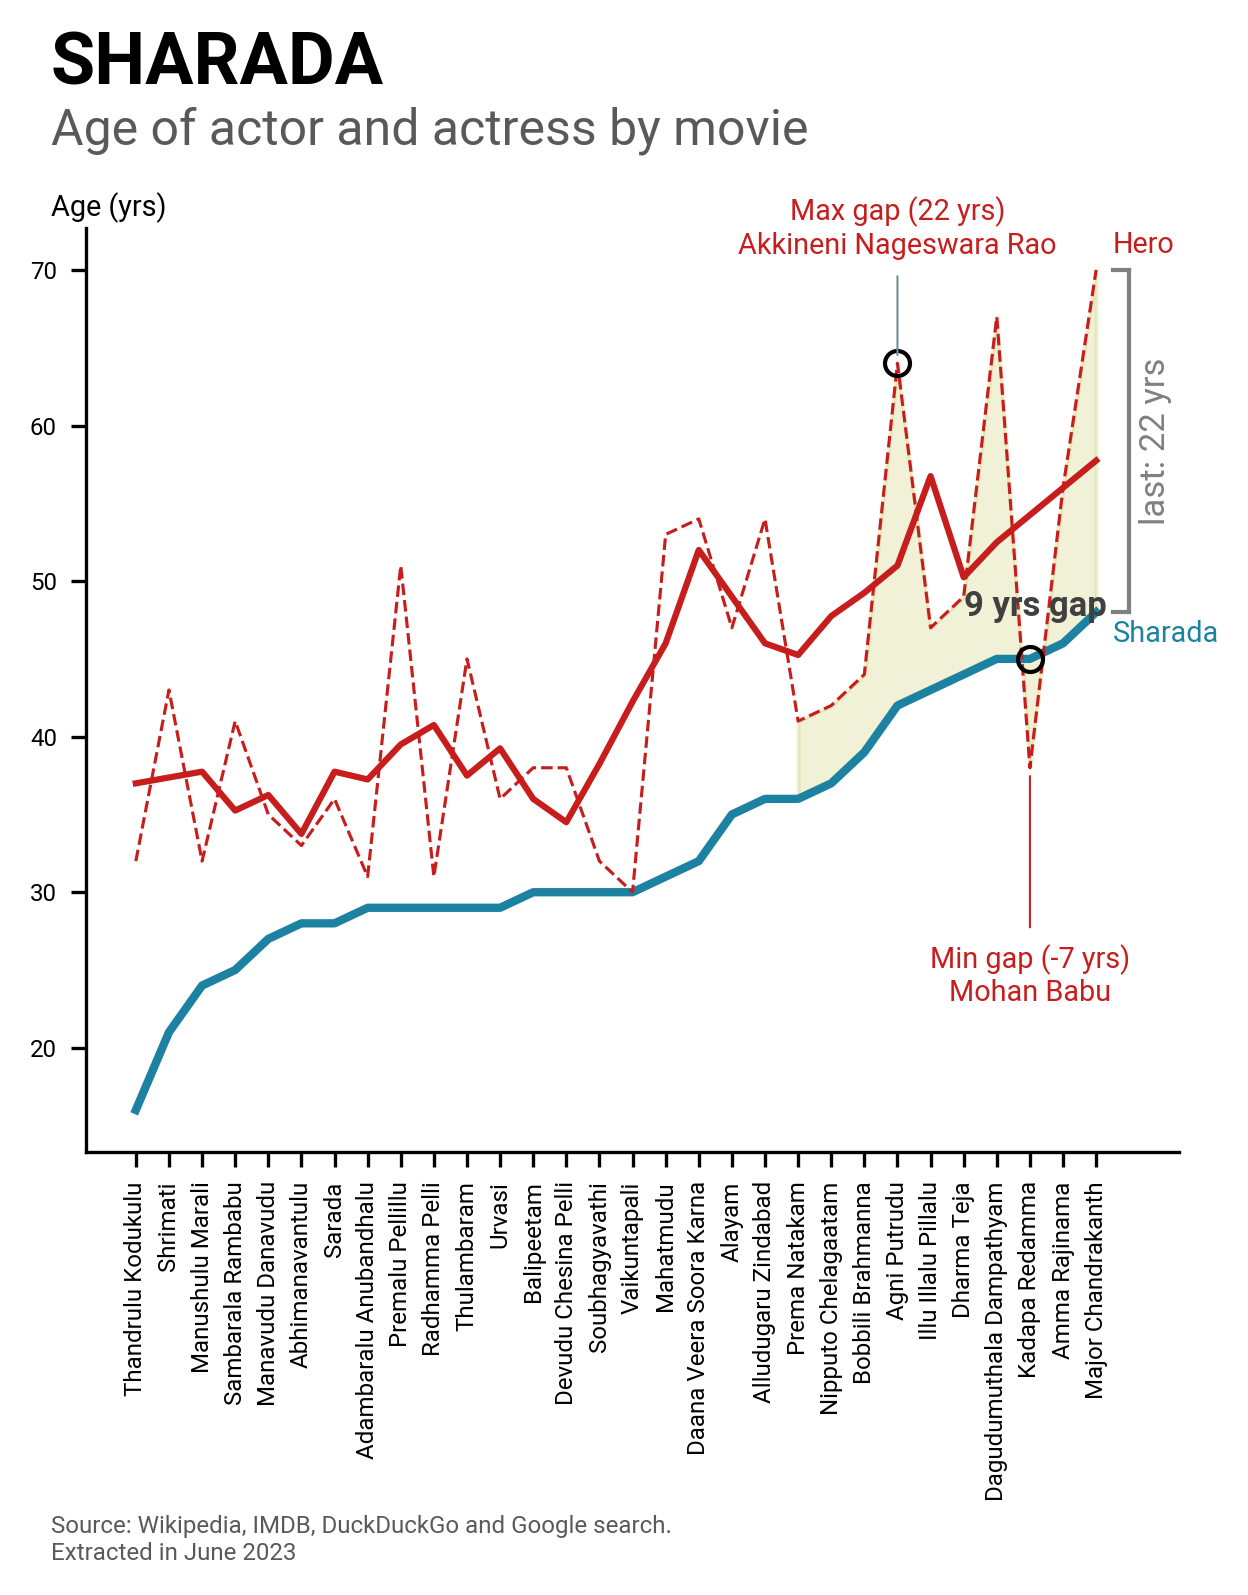 SHARADA
Age of actor and actress by movie
Age (yrs)
Max gap (22 yrs)
Akkineni Nageswara Rao
Hero
70
60
50
40
30
20
last: 22 yrs
9 yrs gap
Sharada
Min gap (-7 yrs)
Mohan Babu
Thandrulu Kodukulu
Shrimati
Manushulu Marali
Sambarala Rambabu
Manavudu Danavudu
Abhimanavantulu
Sarada
Adambaralu Anubandhalu
Premalu Pellillu
Radhamma Pelli
Thulambaram
Urvasi
Balipeetam
Devudu Chesina Pelli
Soubhagyavathi
Vaikuntapali
Mahatmudu
Daana Veera Soora Karna
Alayam
Alludugaru Zindabad
Prema Natakam
Nipputo Chelagaatam
Bobbili Brahmanna
Agni Putrudu
Illu Illalu Pillalu
Dharma Teja
Dagudumuthala Dampathyam
Kadapa Redamma
Amma Rajinama
Major Chandrakanth
Source: Wikipedia, IMDB, DuckDuckGo and Google search.
Extracted in June 2023